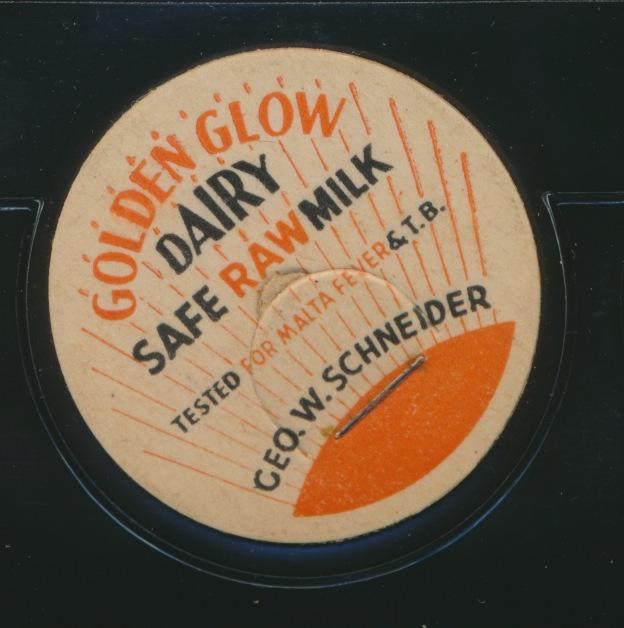 GOLDEN GLOW
DAIRY
SAFE RAW MILK
TESTED FOR MALTA FEVER & T.B.
GEO. W. SCHNEIDER